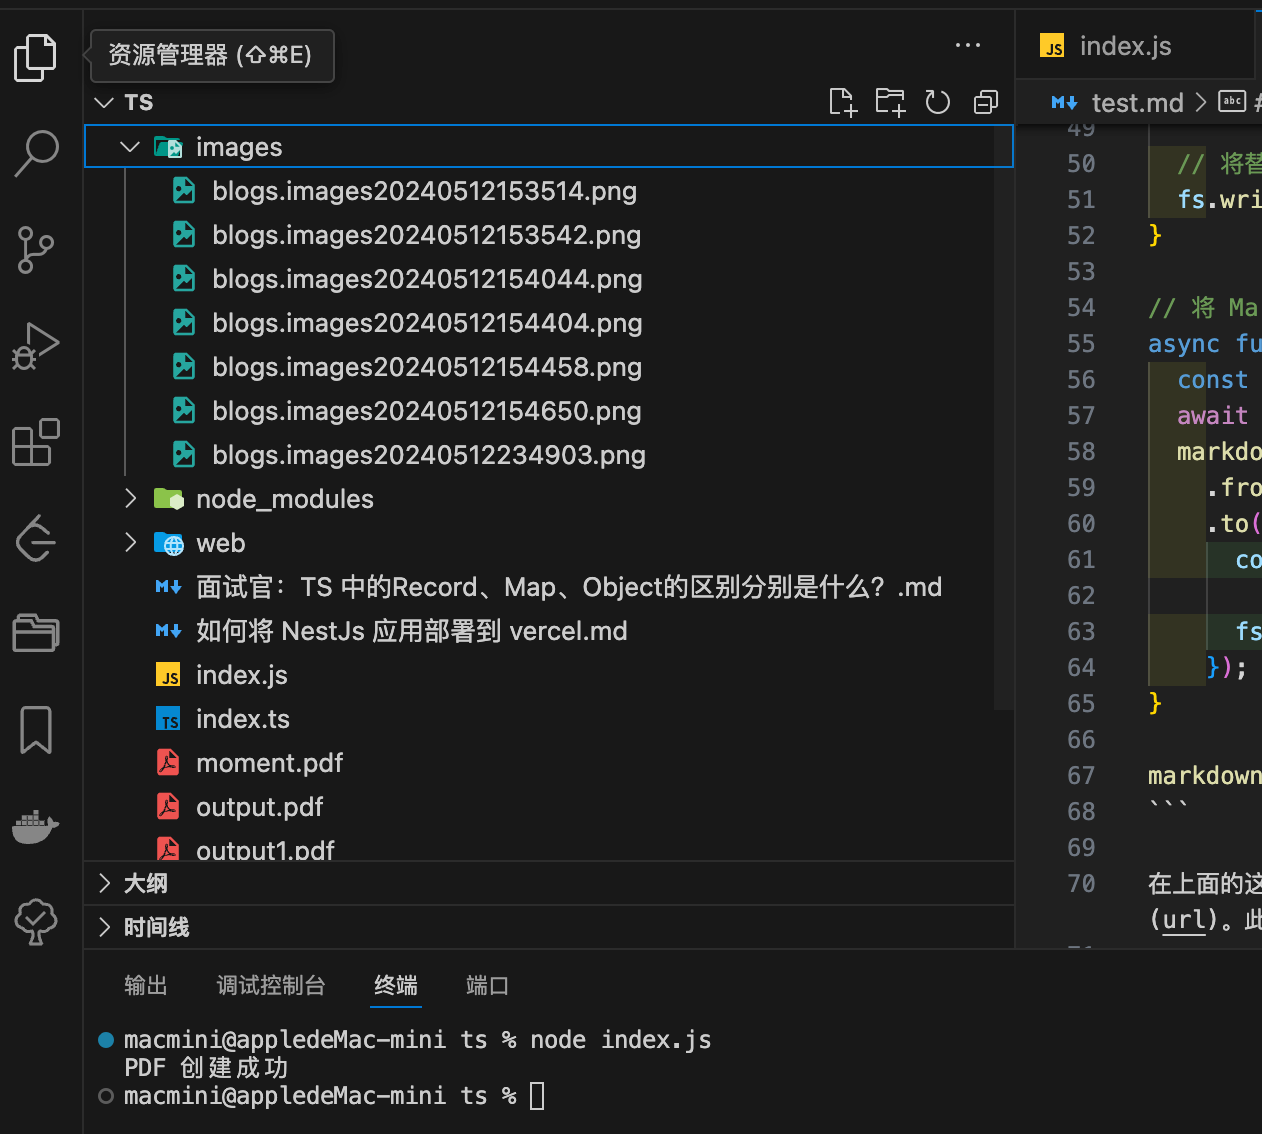 资源管理器 (⇧⌘E)
TS
images
blogs.images20240512153514.png
blogs.images20240512153542.png
blogs.images20240512154044.png
blogs.images20240512154404.png
blogs.images20240512154458.png
blogs.images20240512154650.png
blogs.images20240512234903.png
node_modules
web
面试官：TS 中的Record、Map、Object的区别分别是什么？.md
如何将 NestJs 应用部署到 vercel.md
index.js
index.ts
moment.pdf
output.pdf
output1.pdf
大纲
时间线
index.js
test.md > abc #
49
50 // 将替
51 fs.wri
52 }
53
54 // 将 Ma
55 async fu
56 const
57 await
58 markdo
59 .fro
60 .to(
61 co
62
63 fs
64 });
65 }
66
67 markdown
68 ```
69
70 在上面的这
(url)。此
输出 调试控制台 终端 端口
macmini@appledeMac-mini ts % node index.js
PDF 创建成功
macmini@appledeMac-mini ts %